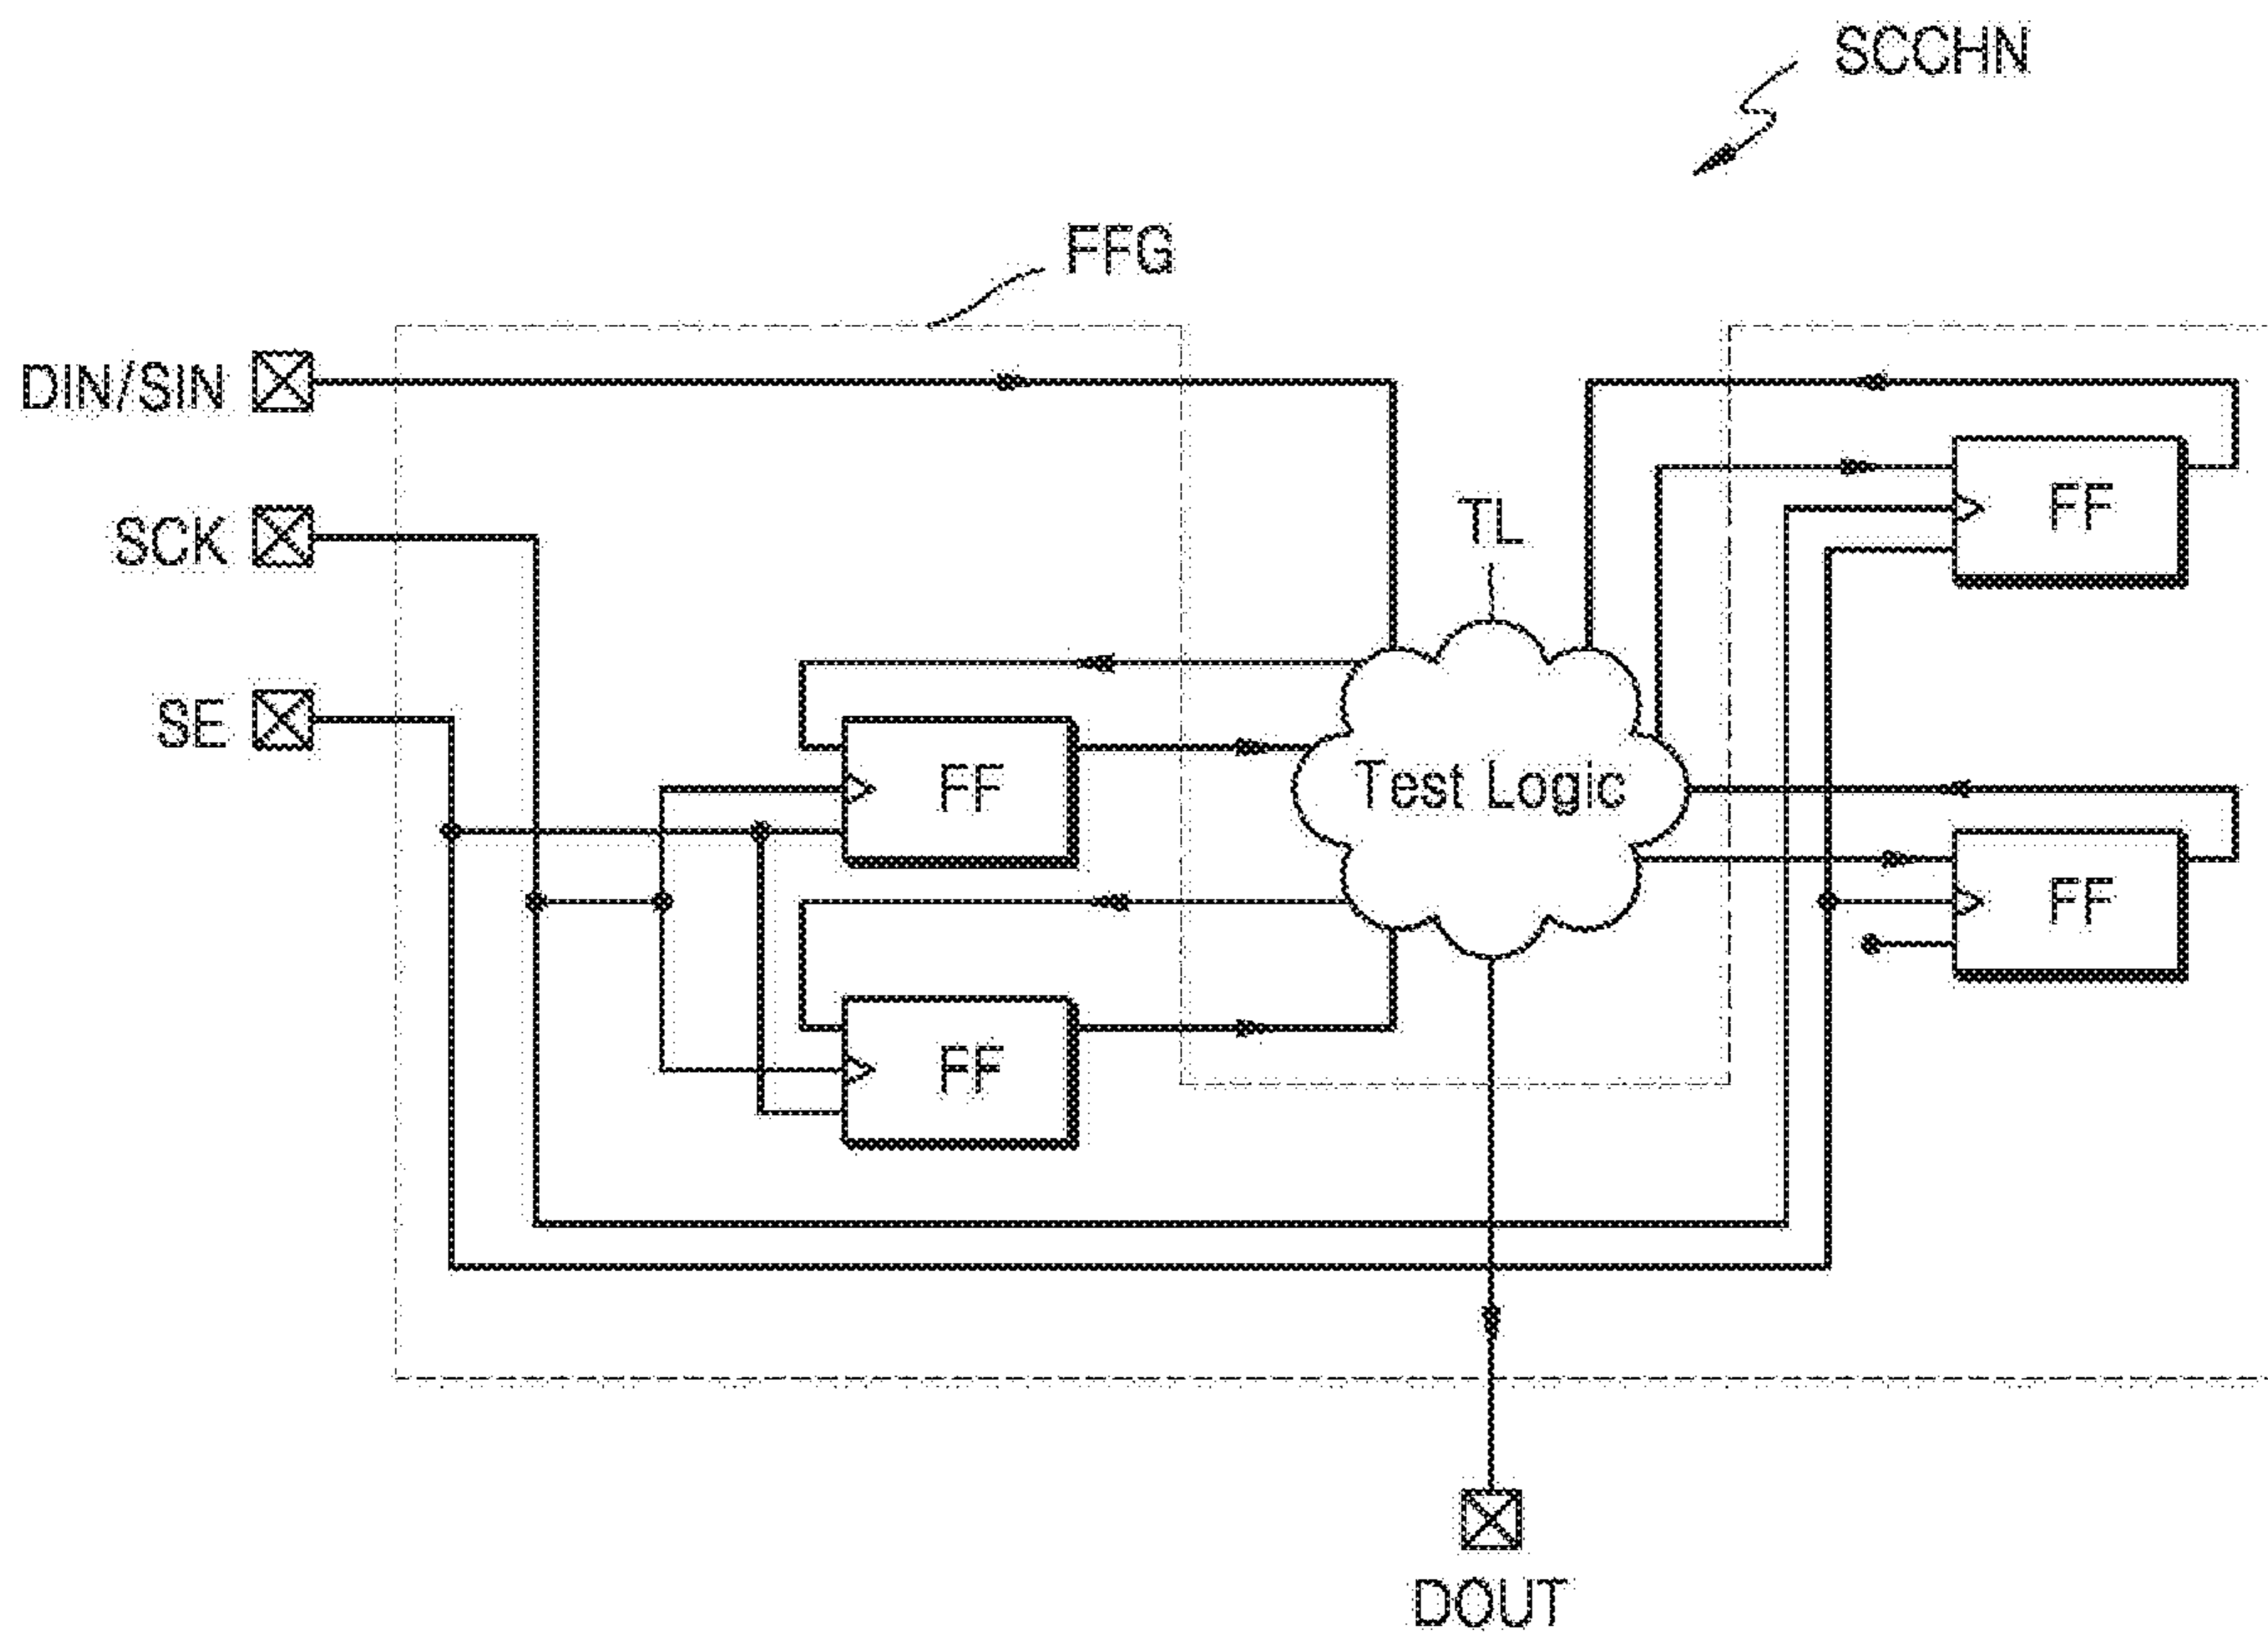 SCCHN
FFG
DIN/SIN
SCK
SE
TL
FF
FF
Test Logic
FF
FF
DOUT